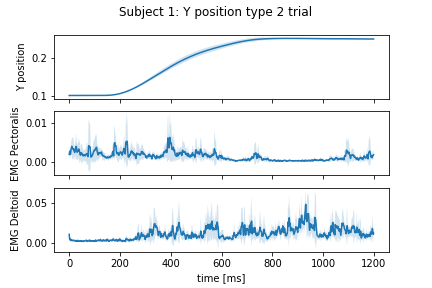 Subject 1: Y position type 2 trial
Y position
0.2
0.1
EMG Pectoralis
0.01
0.00
EMG Deltoid
0.05
0.00
0 200 400 600 800 1000 1200
time [ms]